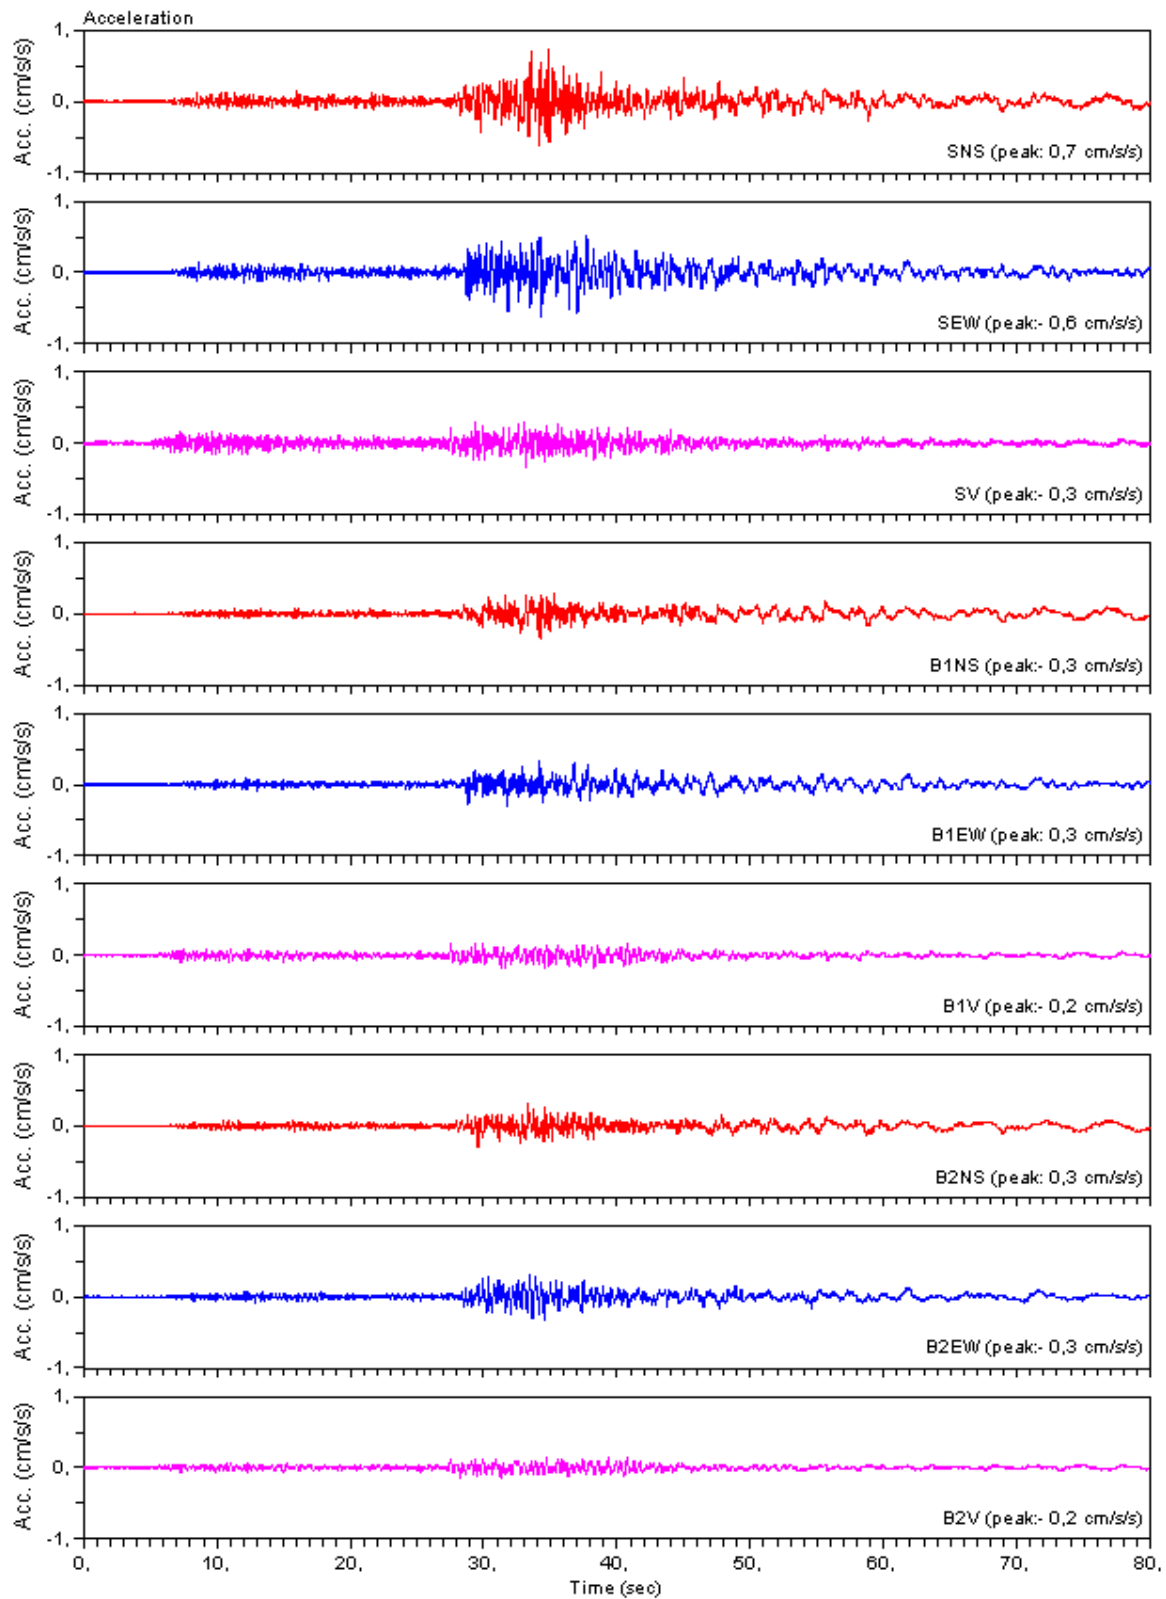 Acceleration
1,
0,
-1,
Acc. (cm/s/s)
SNS (peak: 0,7 cm/s/s)
1,
0,
-1,
Acc. (cm/s/s)
SEW (peak:- 0,6 cm/s/s)
1,
0,
-1,
Acc. (cm/s/s)
SV (peak:- 0,3 cm/s/s)
1,
0,
-1,
Acc. (cm/s/s)
B1NS (peak:- 0,3 cm/s/s)
1,
0,
-1,
Acc. (cm/s/s)
B1EW (peak: 0,3 cm/s/s)
1,
0,
-1,
Acc. (cm/s/s)
B1V (peak:- 0,2 cm/s/s)
1,
0,
-1,
Acc. (cm/s/s)
B2NS (peak: 0,3 cm/s/s)
1,
0,
-1,
Acc. (cm/s/s)
B2EW (peak:- 0,3 cm/s/s)
1,
0,
-1,
Acc. (cm/s/s)
B2V (peak:- 0,2 cm/s/s)
0, 10, 20, 30, 40, 50, 60, 70, 80,
Time (sec)